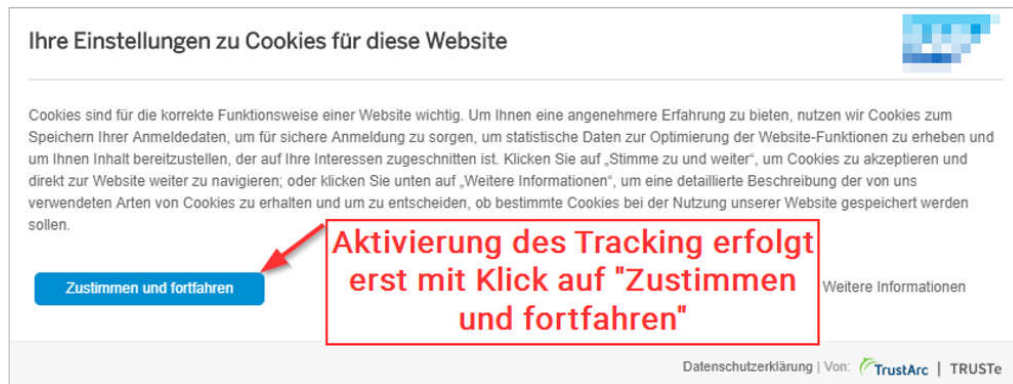 Ihre Einstellungen zu Cookies für diese Website
Cookies sind für die korrekte Funktionsweise einer Website wichtig. Um Ihnen eine angenehmere Erfahrung zu bieten, nutzen wir Cookies zum
Speichern Ihrer Anmeldedaten, um für sichere Anmeldung zu sorgen, um statistische Daten zur Optimierung der Website-Funktionen zu erheben und
um Ihnen Inhalt bereitzustellen, der auf Ihre Interessen zugeschnitten ist. Klicken Sie auf „Stimme zu und weiter“, um Cookies zu akzeptieren und
direkt zur Website weiter zu navigieren; oder klicken Sie unten auf „Weitere Informationen“, um eine detaillierte Beschreibung der von uns
verwendeten Arten von Cookies zu erhalten und um zu entscheiden, ob bestimmte Cookies bei der Nutzung unserer Website gespeichert werden
sollen.
Aktivierung des Tracking erfolgt
erst mit Klick auf "Zustimmen
und fortfahren"
Zustimmen und fortfahren
Weitere Informationen
Datenschutzerklärung | Von: TrustArc | TRUSTe